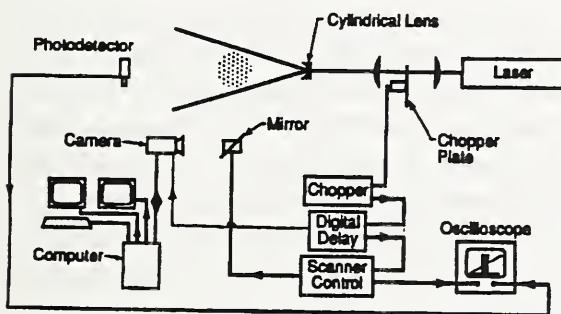 Cylindrical Lens
Photodetector
Laser
Camera
Mirror
Chopper
Plate
Chopper
Digital
Delay
Oscilloscope
Computer
Scanner
Control